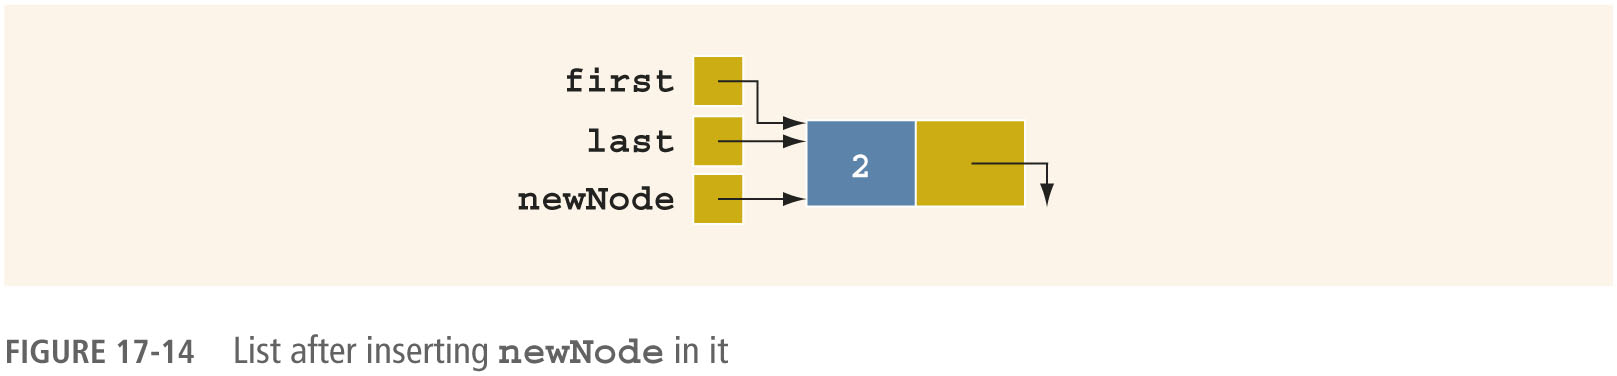 first
last
newNode
2
FIGURE 17-14 List after inserting newNode in it